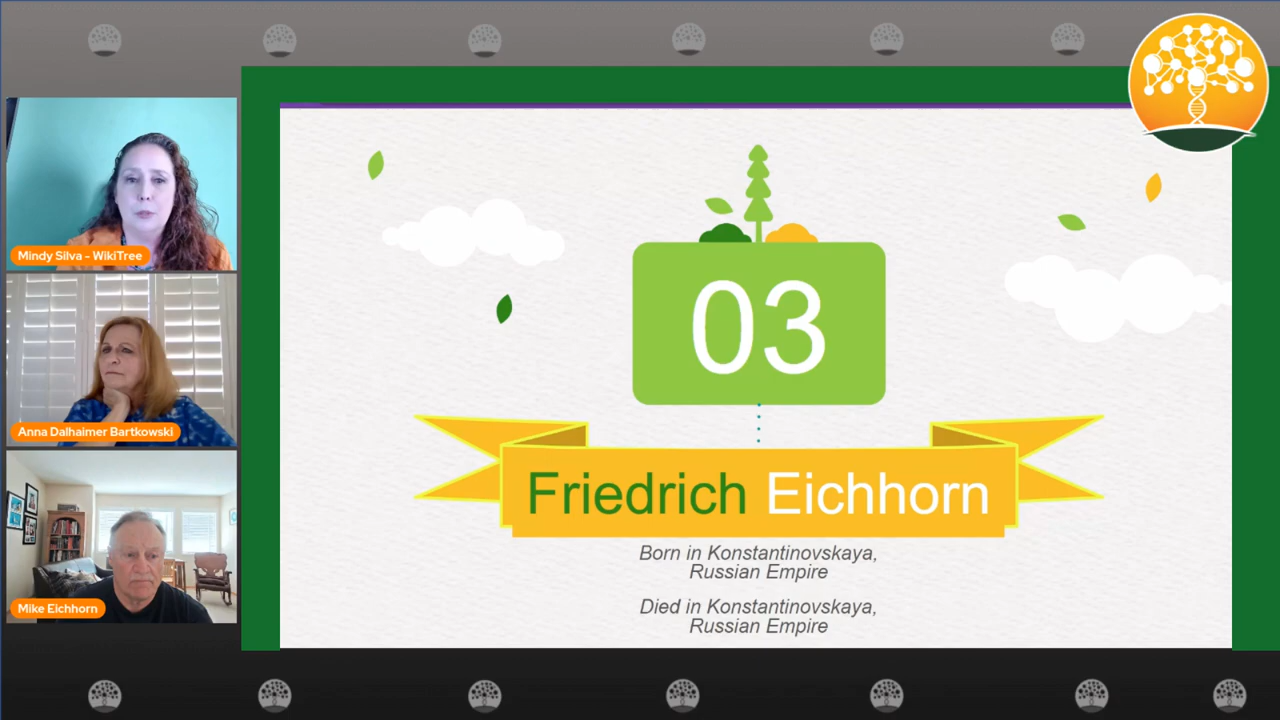 Mindy Silva - WikiTree
Anna Dalhaimer Bartkowski
Mike Eichhorn
03
Friedrich Eichhorn
Born in Konstantinovskaya,
Russian Empire
Died in Konstantinovskaya,
Russian Empire